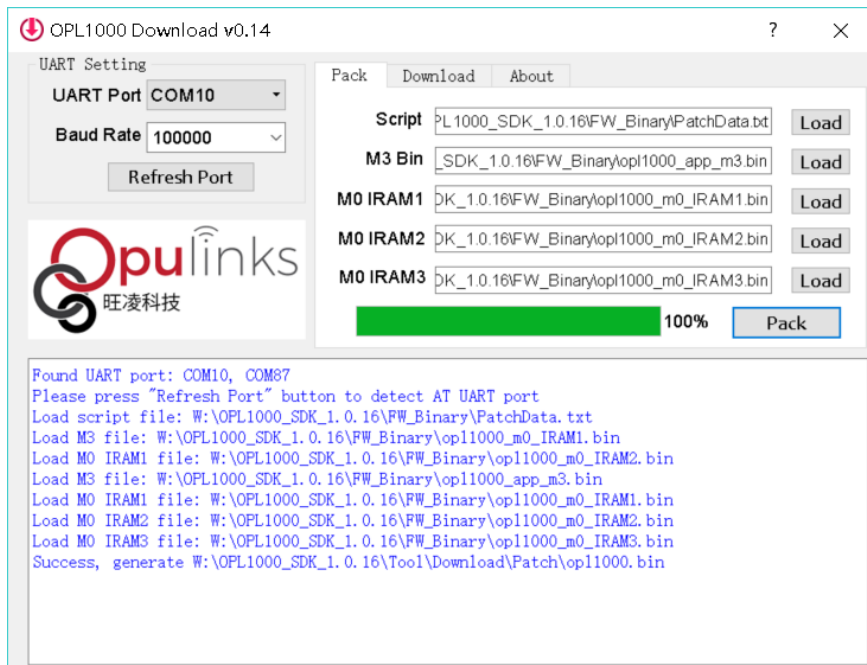 OPL1000 Download v0.14
?
UART Setting
UART Port COM10
Baud Rate 100000
Refresh Port
Opulinks
旺凌科技
Pack Download About
Script PL1000_SDK_1.0.16\FW_Binary\PatchData.txt Load
M3 Bin _SDK_1.0.16\FW_Binary\opl1000_app_m3.bin Load
M0 IRAM1 DK_1.0.16\FW_Binary\opl1000_m0_IRAM1.bin Load
M0 IRAM2 DK_1.0.16\FW_Binary\opl1000_m0_IRAM2.bin Load
M0 IRAM3 DK_1.0.16\FW_Binary\opl1000_m0_IRAM3.bin Load
100% Pack
Found UART port: COM10, COM87
Please press "Refresh Port" button to detect AT UART port
Load script file: W:\OPL1000_SDK_1.0.16\FW_Binary\PatchData.txt
Load M3 file: W:\OPL1000_SDK_1.0.16\FW_Binary\opl1000_m0_IRAM1.bin
Load M0 IRAM1 file: W:\OPL1000_SDK_1.0.16\FW_Binary\opl1000_m0_IRAM2.bin
Load M3 file: W:\OPL1000_SDK_1.0.16\FW_Binary\opl1000_app_m3.bin
Load M0 IRAM1 file: W:\OPL1000_SDK_1.0.16\FW_Binary\opl1000_m0_IRAM1.bin
Load M0 IRAM2 file: W:\OPL1000_SDK_1.0.16\FW_Binary\opl1000_m0_IRAM2.bin
Load M0 IRAM3 file: W:\OPL1000_SDK_1.0.16\FW_Binary\opl1000_m0_IRAM3.bin
Success, generate W:\OPL1000_SDK_1.0.16\Tool\Download\Patch\opl1000.bin